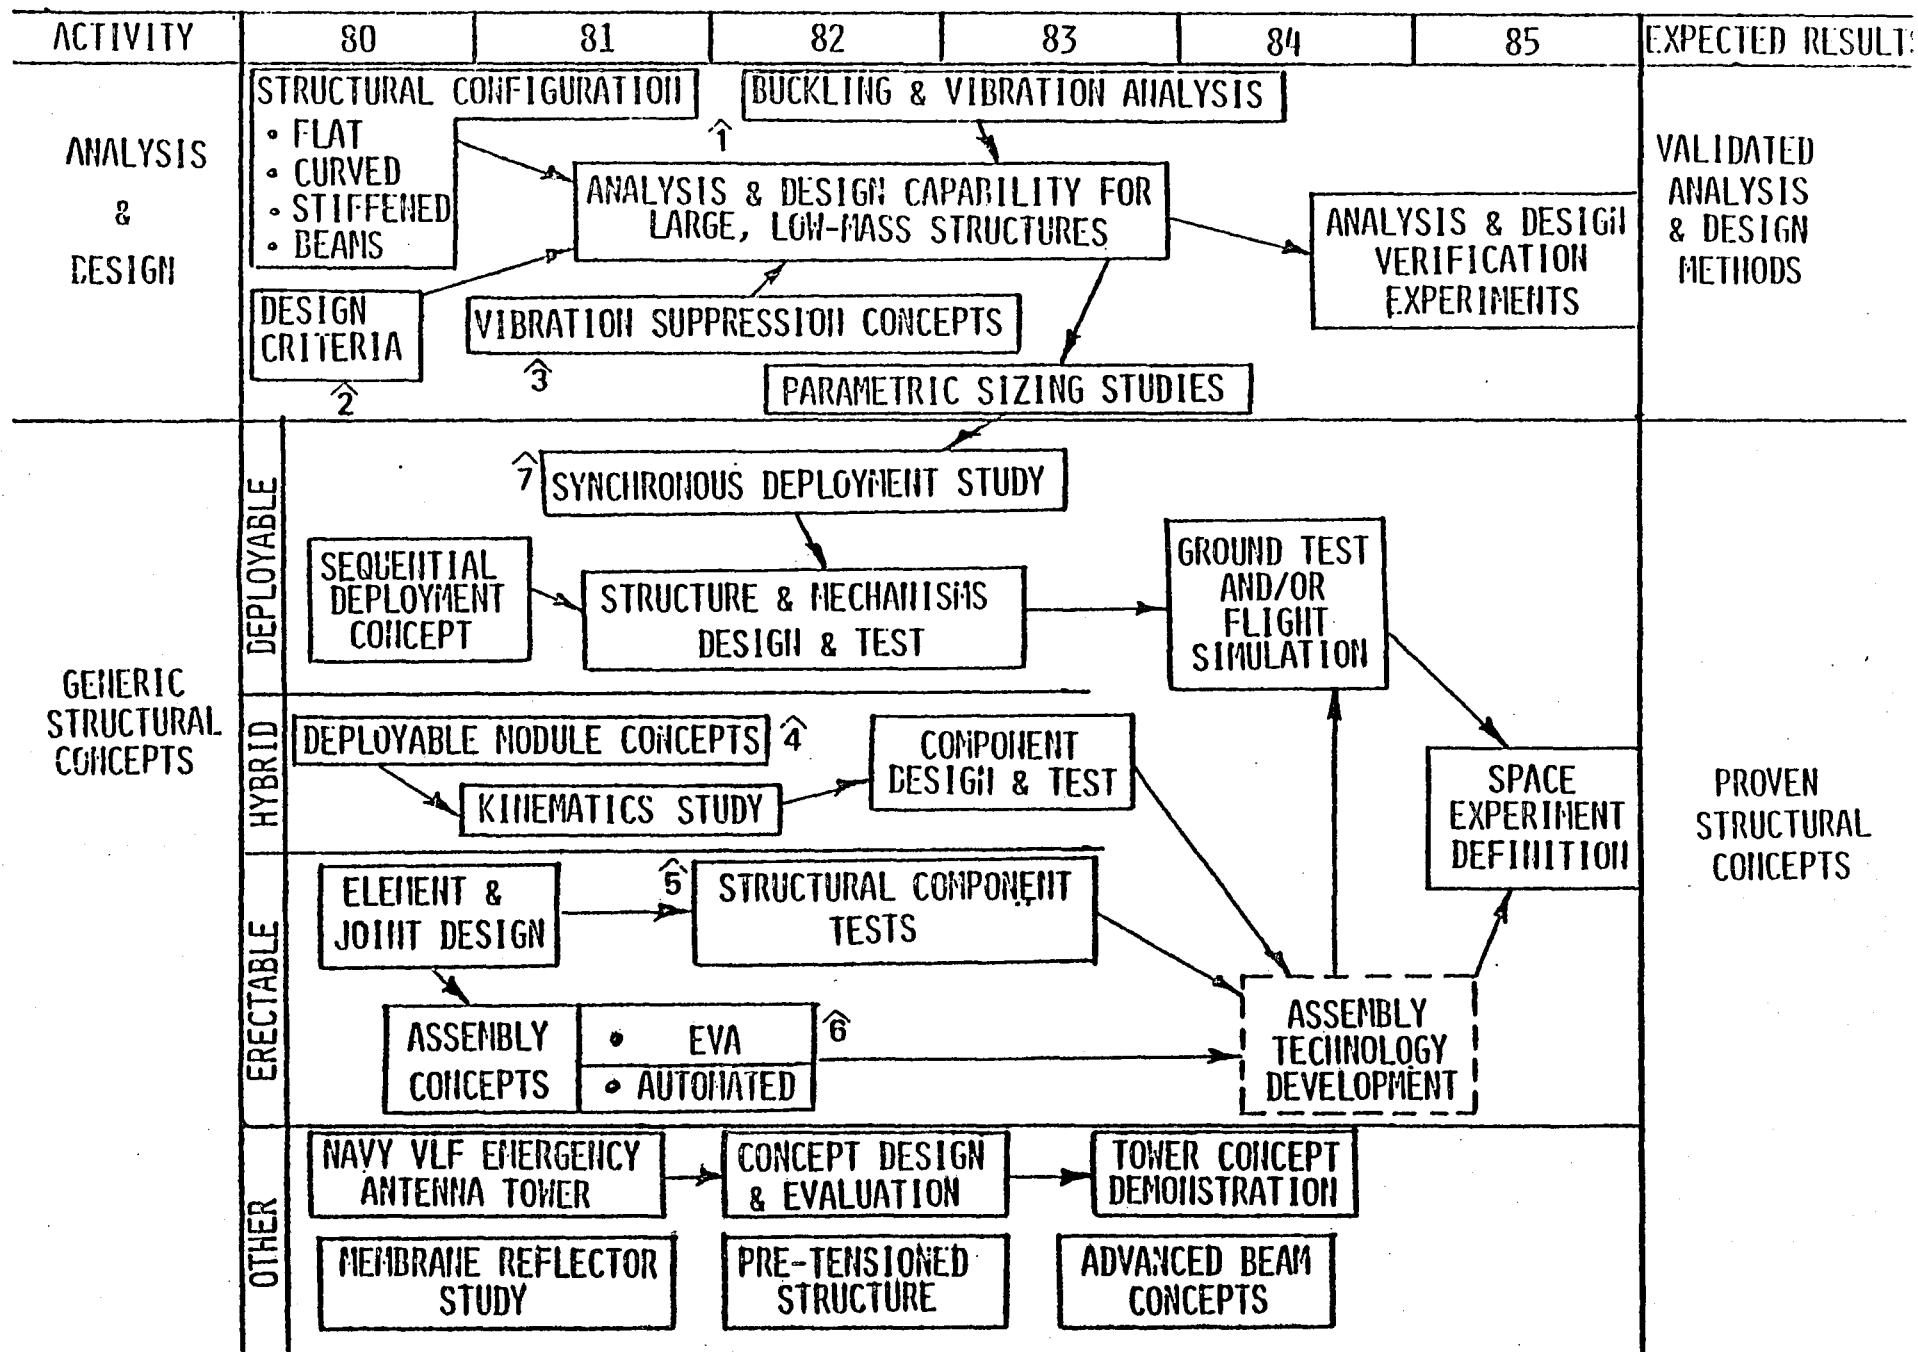 ACTIVITY 80 81 82 83 84 85 EXPECTED RESULTS
ANALYSIS
&
DESIGN
STRUCTURAL CONFIGURATION
• FLAT
• CURVED
• STIFFENED
• BEAMS
1
BUCKLING & VIBRATION ANALYSIS
ANALYSIS & DESIGN CAPABILITY FOR
LARGE, LOW-MASS STRUCTURES
ANALYSIS & DESIGN
VERIFICATION
EXPERIMENTS
VALIDATED
ANALYSIS
& DESIGN
METHODS
DESIGN
CRITERIA
2
VIBRATION SUPPRESSION CONCEPTS
3
PARAMETRIC SIZING STUDIES
GENERIC
STRUCTURAL
CONCEPTS
DEPLOYABLE
7
SYNCHRONOUS DEPLOYMENT STUDY
SEQUENTIAL
DEPLOYMENT
CONCEPT
STRUCTURE & MECHANISMS
DESIGN & TEST
GROUND TEST
AND/OR
FLIGHT
SIMULATION
HYBRID
DEPLOYABLE MODULE CONCEPTS
4
KINEMATICS STUDY
COMPONENT
DESIGN & TEST
SPACE
EXPERIMENT
DEFINITION
PROVEN
STRUCTURAL
CONCEPTS
ERECTABLE
ELEMENT &
JOINT DESIGN
5
STRUCTURAL COMPONENT
TESTS
ASSEMBLY
CONCEPTS
• EVA
• AUTOMATED
6
ASSEMBLY
TECHNOLOGY
DEVELOPMENT
OTHER
NAVY VLF EMERGENCY
ANTENNA TOWER
CONCEPT DESIGN
& EVALUATION
TOWER CONCEPT
DEMONSTRATION
MEMBRANE REFLECTOR
STUDY
PRE-TENSIONED
STRUCTURE
ADVANCED BEAM
CONCEPTS